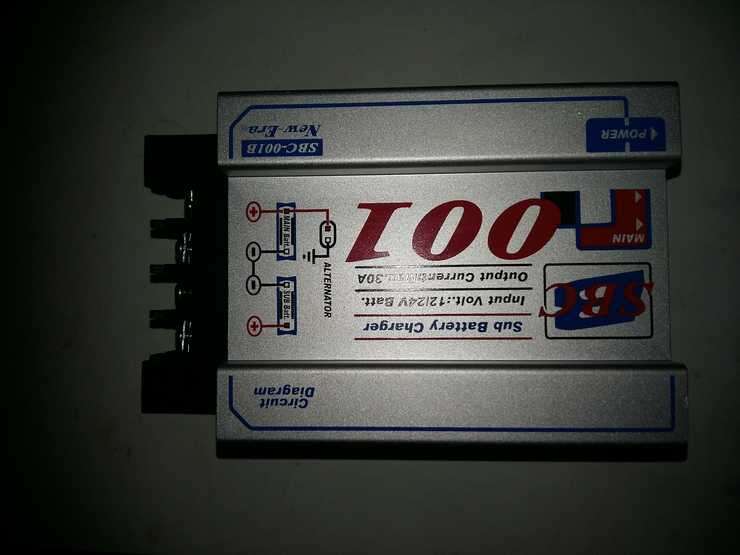 Circuit
Diagram
SBC
Sub Battery Charger
Input Volt.:12/24V Batt.
Output Current:max.30A
001
MAIN
SUB Batt.
MAIN Batt.
D
ALTERNATOR
POWER
SBC-001B
New-Era